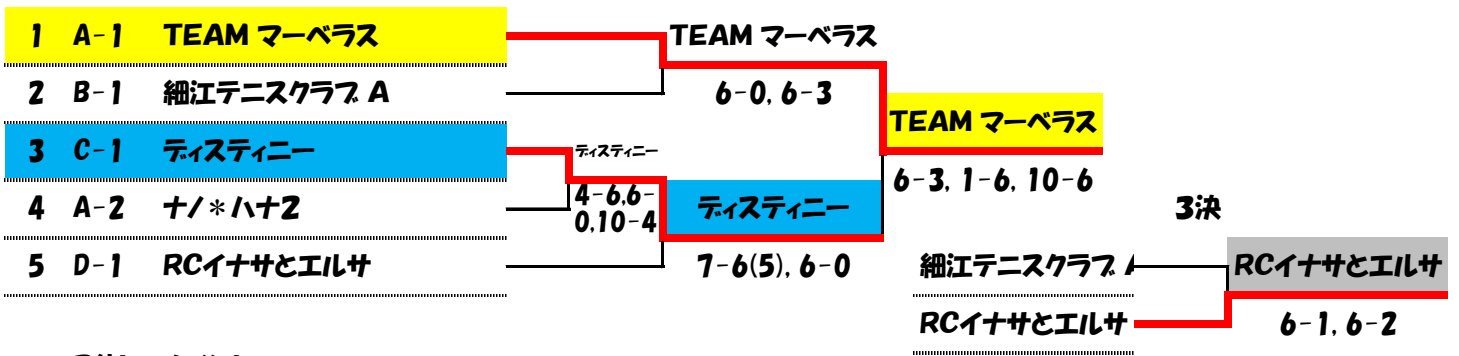 1 A-1 TEAM マーベラス
TEAM マーベラス
2 B-1 細江テニスクラブ A
6-0, 6-3
TEAM マーベラス
3 C-1 ディスティニー
ディスティニー
6-3, 1-6, 10-6
4 A-2 ナノ*ハナ2
4-6,6-
0,10-4
ディスティニー
3決
5 D-1 RCイナサとエルサ
7-6(5), 6-0
細江テニスクラブ
RCイナサとエルサ
RCイナサとエルサ
6-1, 6-2